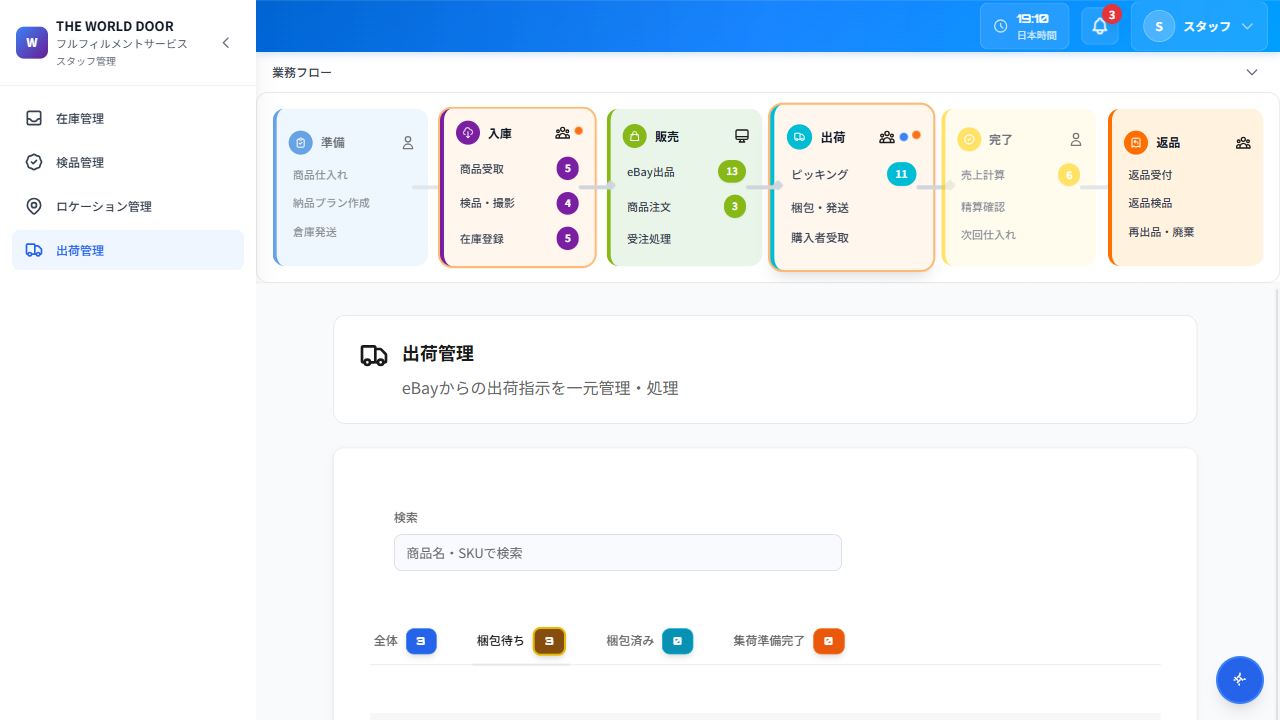 W
THE WORLD DOOR
フルフィルメントサービス
スタッフ管理
在庫管理
検品管理
ロケーション管理
出荷管理
19:10
日本時間
3
S
スタッフ
業務フロー
準備
商品仕入れ
納品プラン作成
倉庫発送
入庫
商品受取 5
検品・撮影 4
在庫登録 5
販売
eBay出品 13
商品注文 3
受注処理
出荷
ピッキング 11
梱包・発送
購入者受取
完了
売上計算 6
精算確認
次回仕入れ
返品
返品受付
返品検品
再出品・廃棄
出荷管理
eBayからの出荷指示を一元管理・処理
検索
商品名・SKUで検索
全体 3 梱包待ち 3 梱包済み 0 集荷準備完了 0